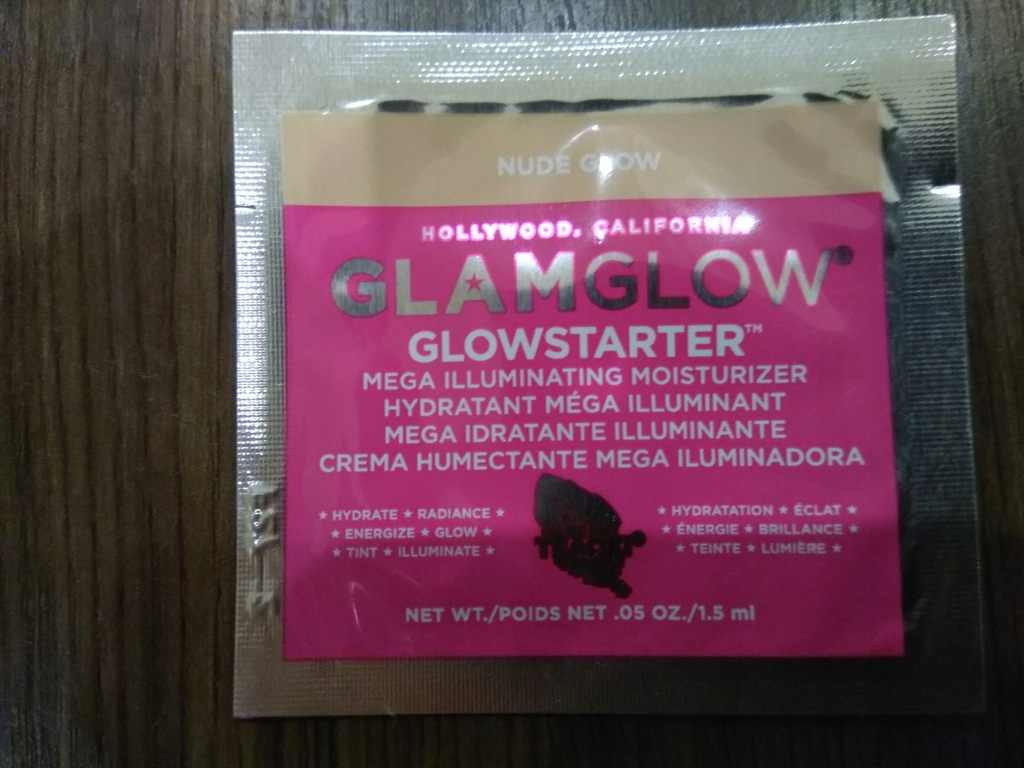 NUDE GLOW
HOLLYWOOD, CALIFORNIA
GLAMGLOW®
GLOWSTARTER™
MEGA ILLUMINATING MOISTURIZER
HYDRATANT MÉGA ILLUMINANT
MEGA IDRATANTE ILLUMINANTE
CREMA HUMECTANTE MEGA ILUMINADORA
★ HYDRATE ★ RADIANCE ★
★ ENERGIZE ★ GLOW ★
★ TINT ★ ILLUMINATE ★
★ HYDRATATION ★ ÉCLAT ★
★ ÉNERGIE ★ BRILLANCE ★
★ TEINTE ★ LUMIÈRE ★
NET WT./POIDS NET .05 OZ./1.5 ml